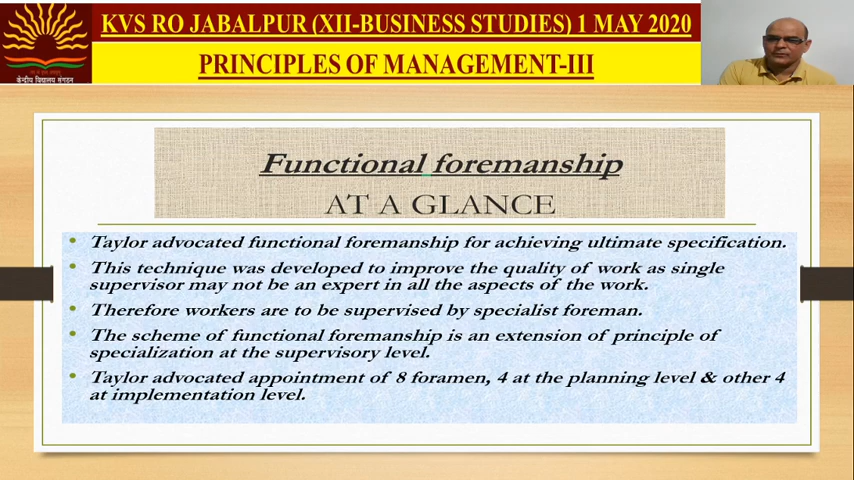 KVS RO JABALPUR (XII-BUSINESS STUDIES) 1 MAY 2020
PRINCIPLES OF MANAGEMENT-III
केन्द्रीय विद्यालय संगठन
Functional foremanship
AT A GLANCE
• Taylor advocated functional foremanship for achieving ultimate specification.
• This technique was developed to improve the quality of work as single
supervisor may not be an expert in all the aspects of the work.
• Therefore workers are to be supervised by specialist foreman.
• The scheme of functional foremanship is an extension of principle of
specialization at the supervisory level.
• Taylor advocated appointment of 8 foramen, 4 at the planning level & other 4
at implementation level.